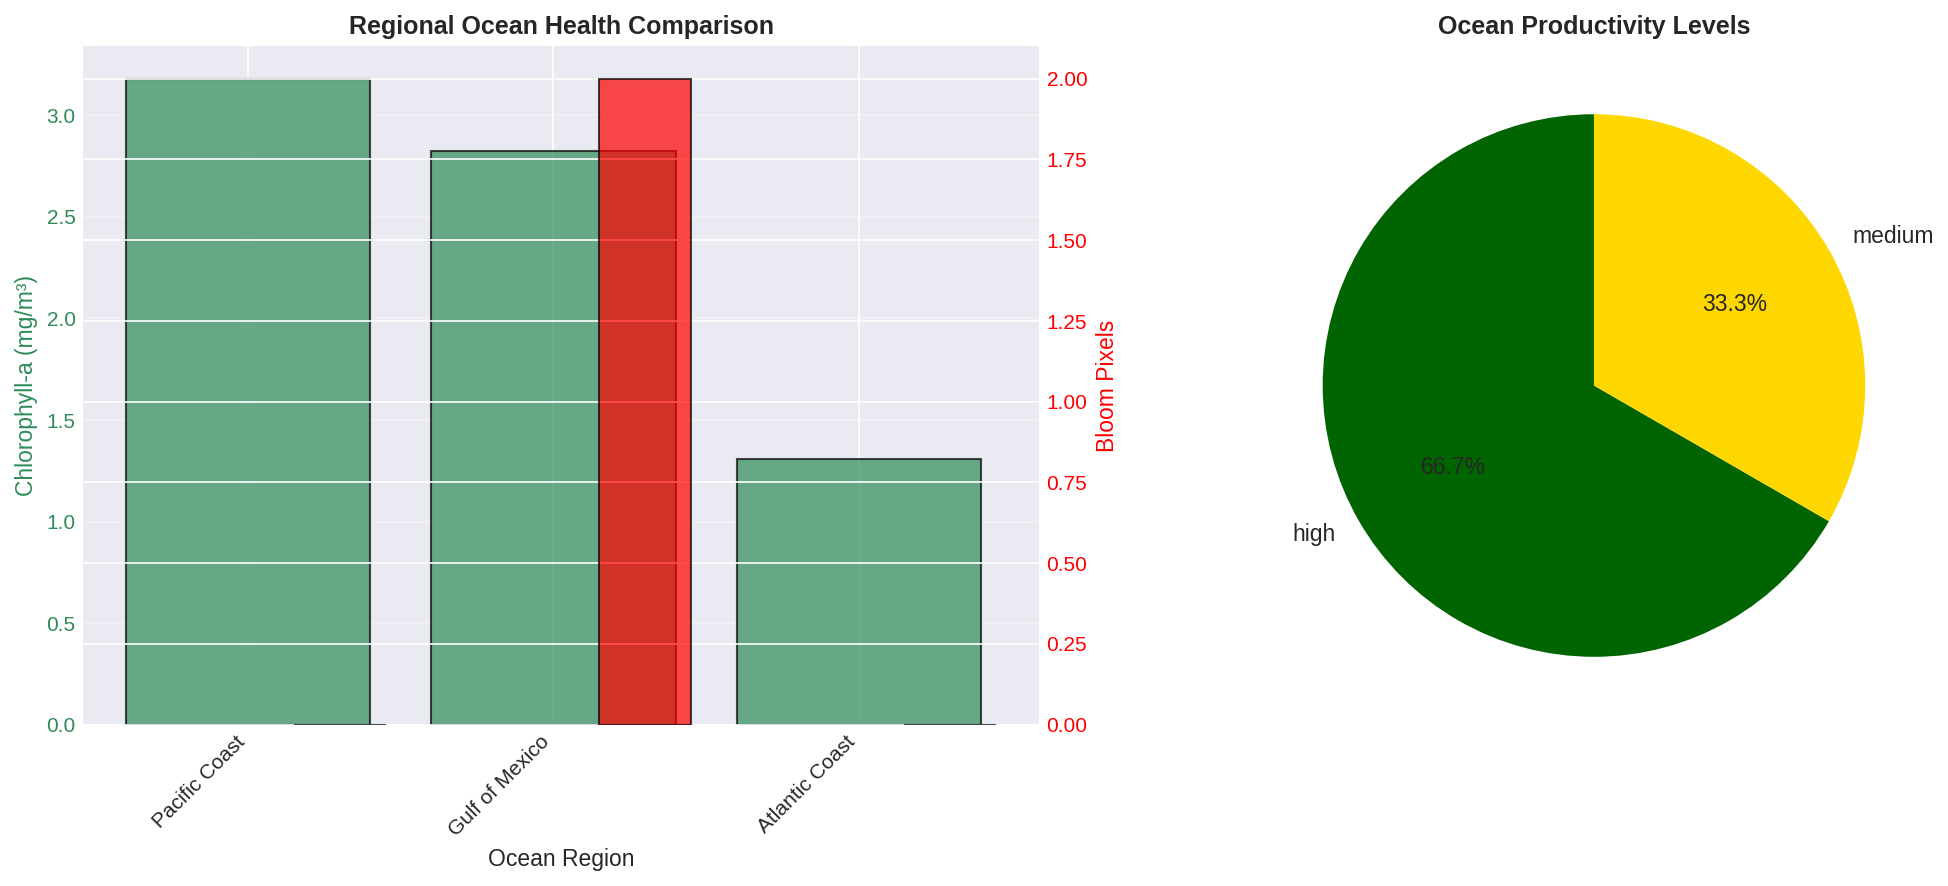 Regional Ocean Health Comparison
Chlorophyll-a (mg/m³)
3.0
2.5
2.0
1.5
1.0
0.5
0.0
2.00
1.75
1.50
1.25
1.00
0.75
0.50
0.25
0.00
Bloom Pixels
Pacific Coast
Gulf of Mexico
Atlantic Coast
Ocean Region
Ocean Productivity Levels
medium
33.3%
66.7%
high